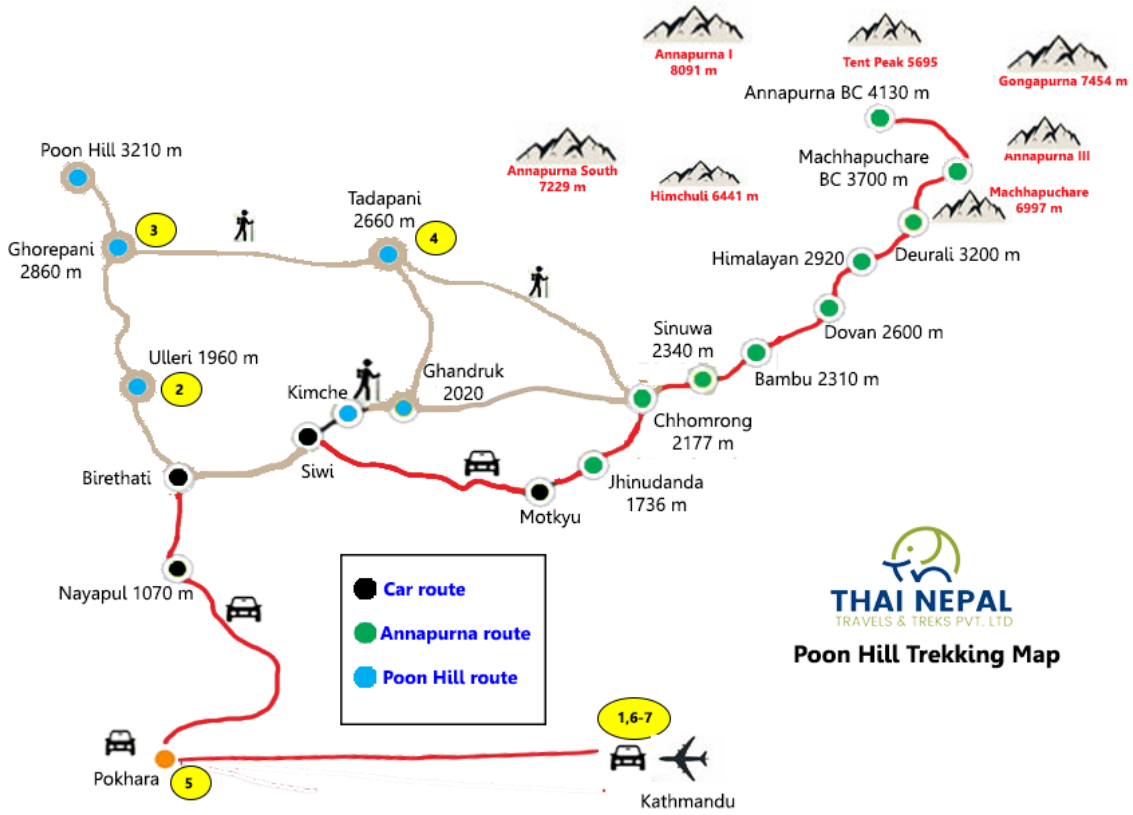 Annapurna I
8091 m
Tent Peak 5695
Gongapurna 7454 m
Annapurna BC 4130 m
Poon Hill 3210 m
Annapurna South
7229 m
Himchuli 6441 m
Machhapuchare
BC 3700 m
Annapurna III
Machhapuchare
6997 m
Tadapani
2660 m
3
4
Ghorepani
2860 m
Himalayan 2920
Deurali 3200 m
Dovan 2600 m
Sinuwa
2340 m
Bambu 2310 m
Ulleri 1960 m
2
Kimche
Ghandruk
2020
Chhomrong
2177 m
Birethati
Siwi
Jhinudanda
1736 m
Motkyu
Nayapul 1070 m
Car route
Annapurna route
Poon Hill route
THAI NEPAL
TRAVELS & TREKS PVT. LTD
Poon Hill Trekking Map
1,6-7
Pokhara
5
Kathmandu